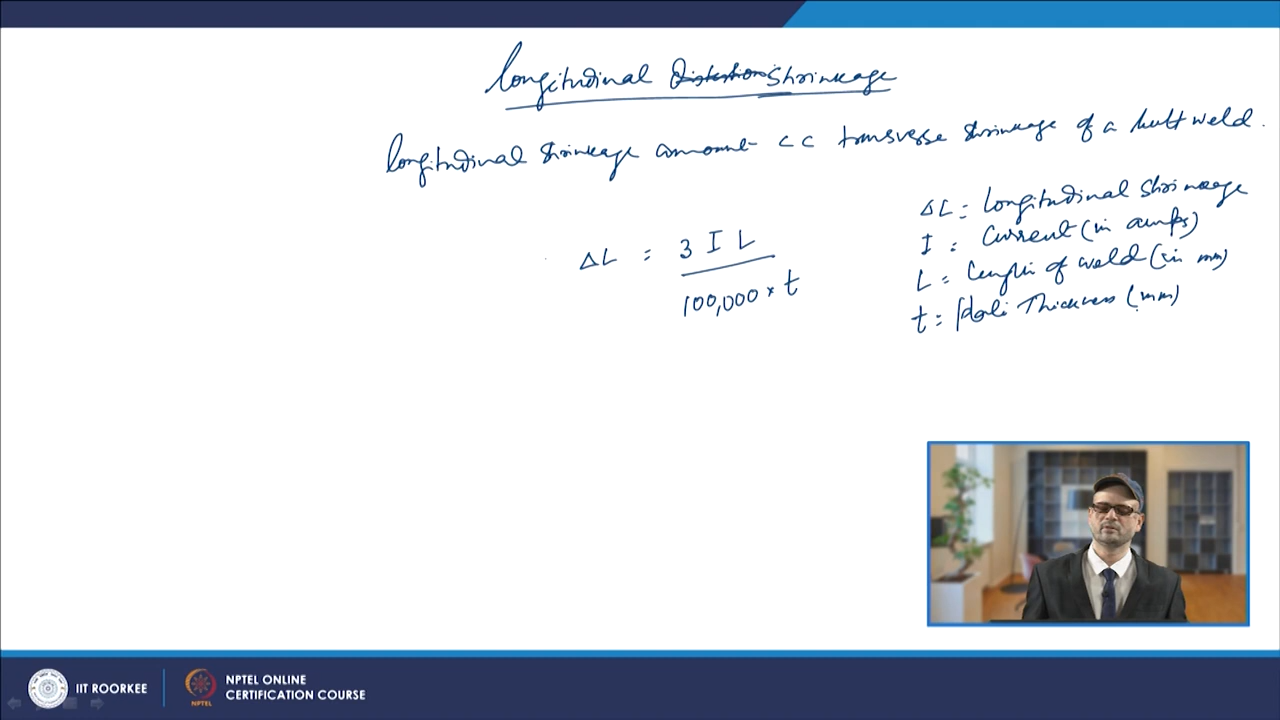 Longitudinal Distortion Shrinkage
Longitudinal Shrinkage amount << transverse shrinkage of a butt weld.
ΔL = Longitudinal Shrinkage
I = Current (in amps)
L = Length of weld (in mm)
t = Plate Thickness (mm)
ΔL = 3 I L
100,000 × t
IIT ROORKEE
NPTEL
NPTEL ONLINE
CERTIFICATION COURSE